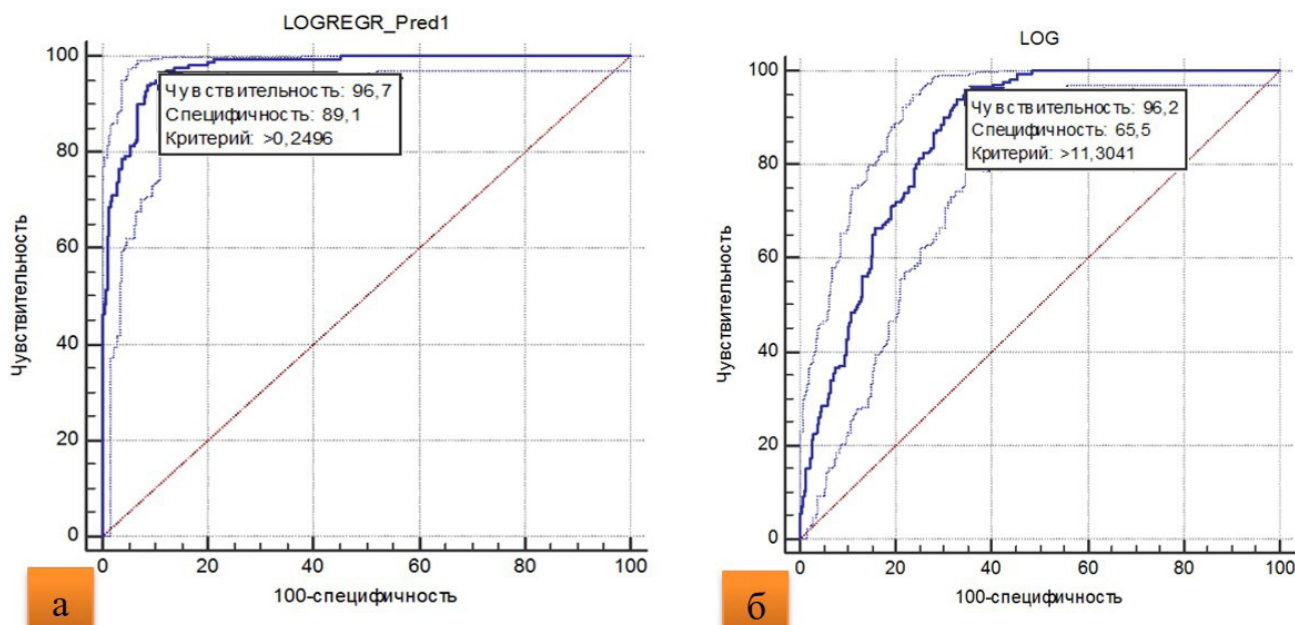 LOGREGR_Pred1
100
80
60
40
20
0
Чувствительность
Чувствительность: 96,7
Специфичность: 89,1
Критерий: >0,2496
0 20 40 60 80 100
100-специфичность
а
LOG
100
80
60
40
20
0
Чувствительность
Чувствительность: 96,2
Специфичность: 65,5
Критерий: >11,3041
0 20 40 60 80 100
100-специфичность
б